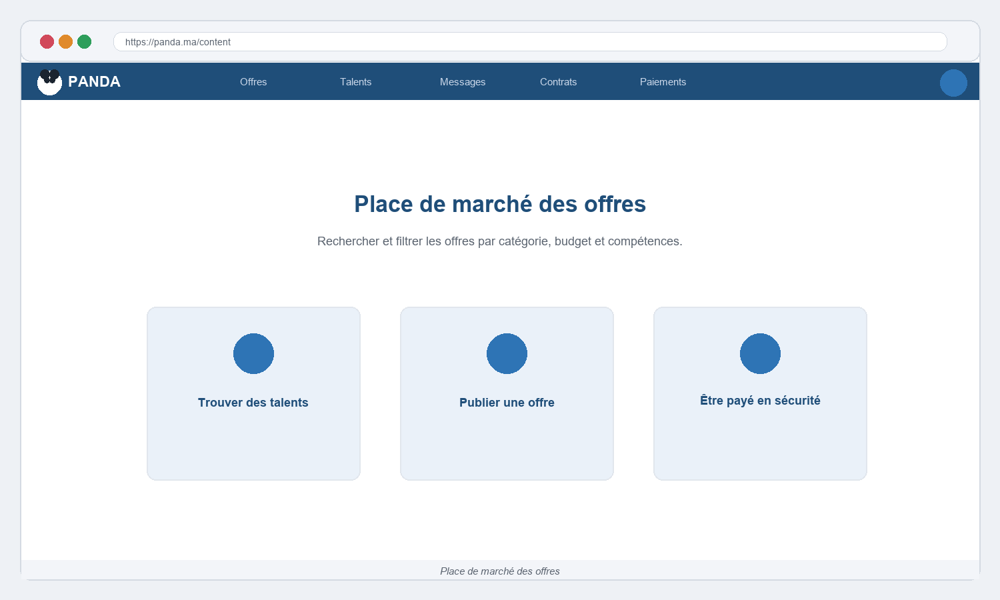 https://panda.ma/content
PANDA
Offres
Talents
Messages
Contrats
Paiements
Place de marché des offres
Rechercher et filtrer les offres par catégorie, budget et compétences.
Trouver des talents
Publier une offre
Être payé en sécurité
Place de marché des offres